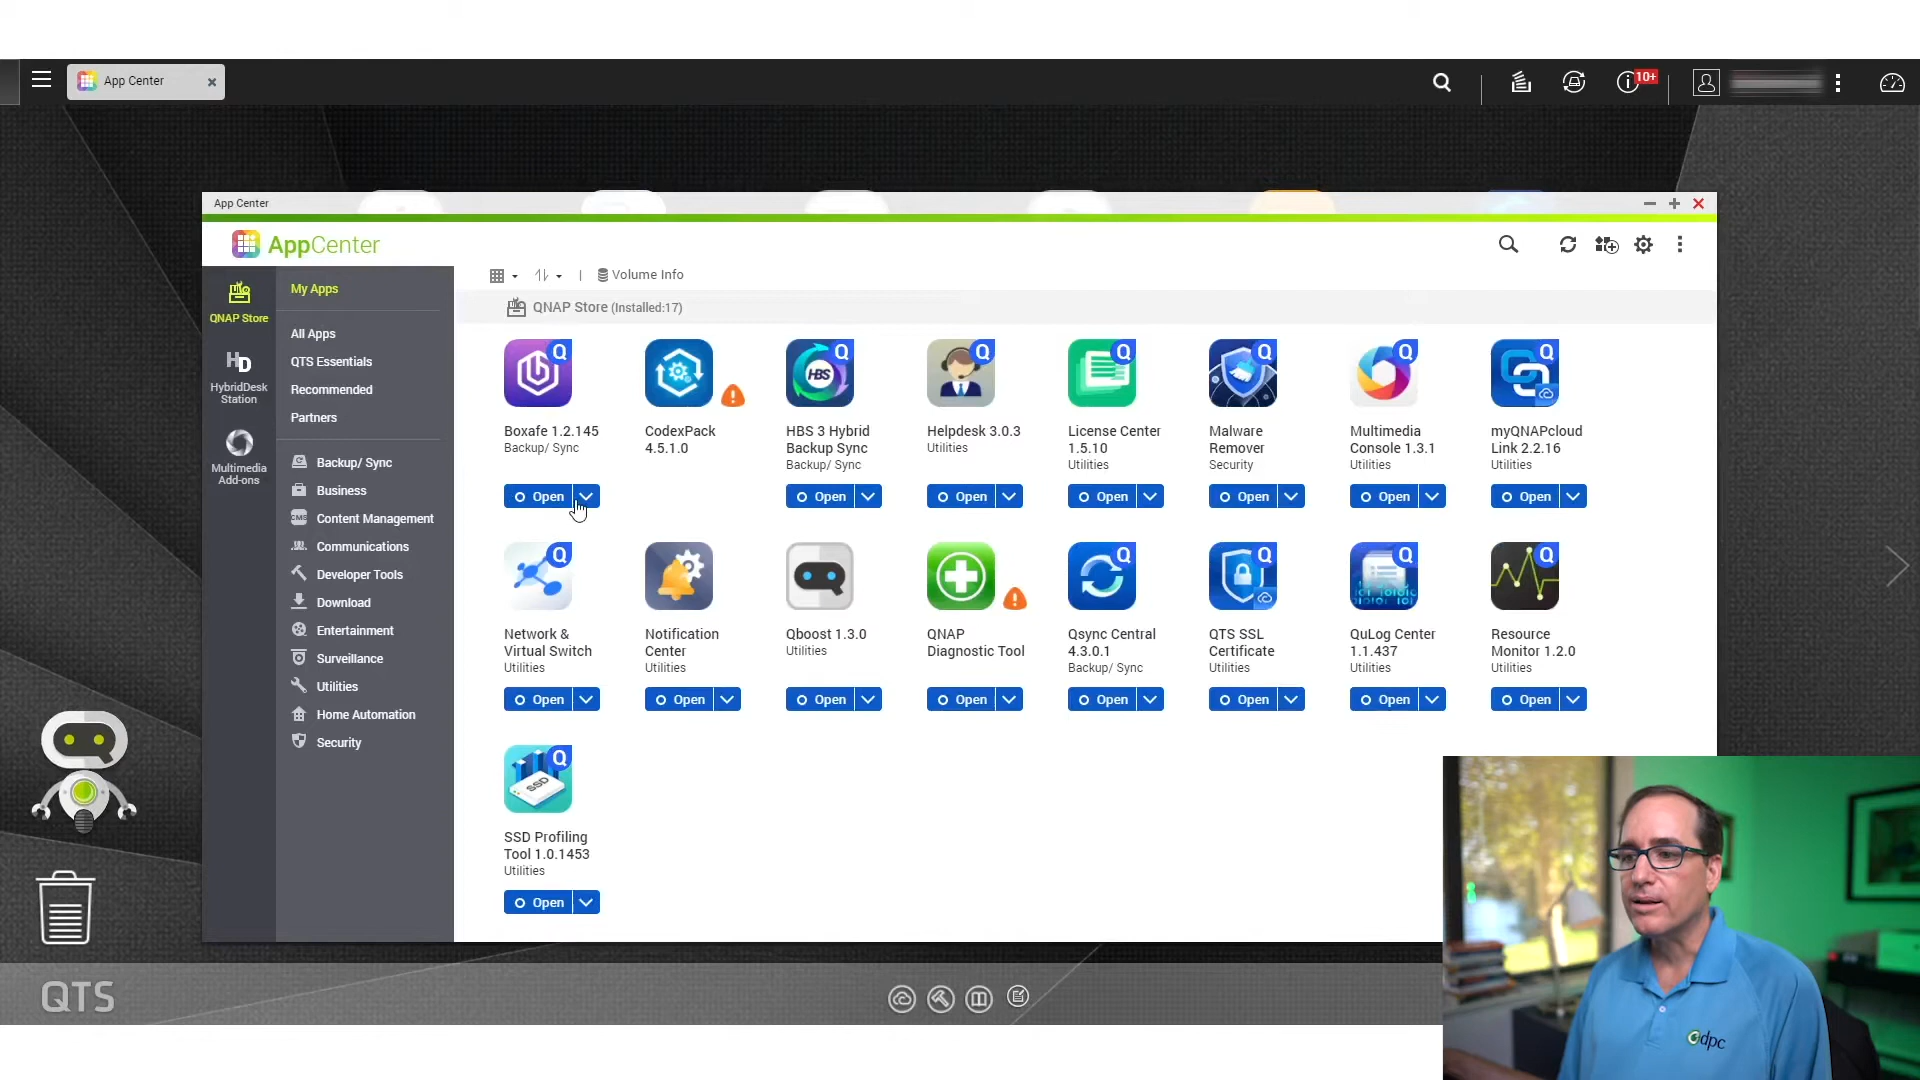 App Center
10+
App Center
AppCenter
QNAP Store
HD
HybridDesk
Station
Multimedia
Add-ons
My Apps
All Apps
QTS Essentials
Recommended
Partners
Backup/ Sync
Business
CMS
Content Management
Communications
Developer Tools
Download
Entertainment
Surveillance
Utilities
Home Automation
Security
| Volume Info
QNAP Store (Installed:17)
Q
Q
HBS
Q
Q
Q
Q
Q
Boxafe 1.2.145
Backup/ Sync
Open
CodexPack
4.5.1.0
HBS 3 Hybrid
Backup Sync
Backup/ Sync
Open
Helpdesk 3.0.3
Utilities
Open
License Center
1.5.10
Utilities
Open
Malware
Remover
Security
Open
Multimedia
Console 1.3.1
Utilities
Open
myQNAPcloud
Link 2.2.16
Utilities
Open
Q
Q
Q
Q
Q
Network &
Virtual Switch
Utilities
Open
Notification
Center
Utilities
Open
Qboost 1.3.0
Utilities
Open
QNAP
Diagnostic Tool
Open
Qsync Central
4.3.0.1
Backup/ Sync
Open
QTS SSL
Certificate
Utilities
Open
QuLog Center
1.1.437
Utilities
Open
Resource
Monitor 1.2.0
Utilities
Open
Q
SSD
SSD Profiling
Tool 1.0.1453
Utilities
Open
QTS
dpc